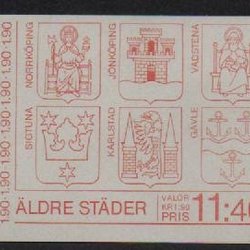 1.90 · 1.90 · 1.90 · 1.90 · 1.90 · 1.90
NORRKÖPING
JÖNKÖPING
VADSTENA
SIGTUNA
KARLSTAD
GÄVLE
ÄLDRE STÄDER
VALÖR
KR 1:90
PRIS
11:40